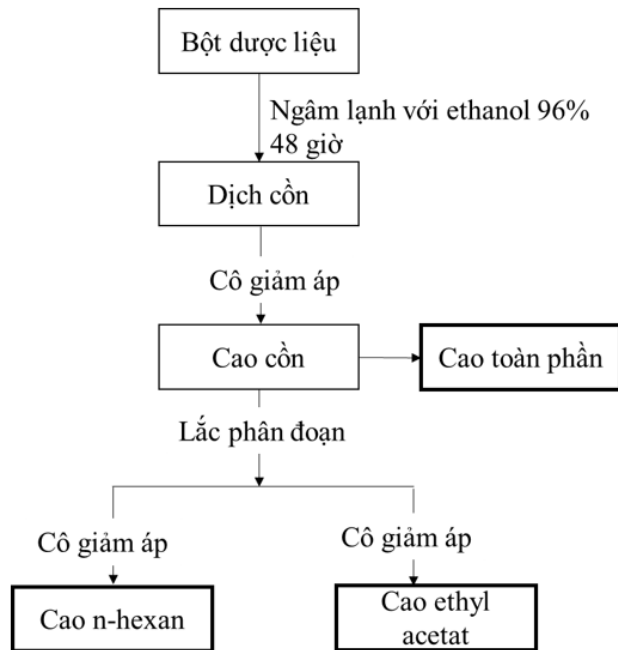 Bột dược liệu
Ngâm lạnh với ethanol 96%
48 giờ
Dịch cồn
Cô giảm áp
Cao cồn
Cao toàn phần
Lắc phân đoạn
Cô giảm áp
Cô giảm áp
Cao n-hexan
Cao ethyl
acetat